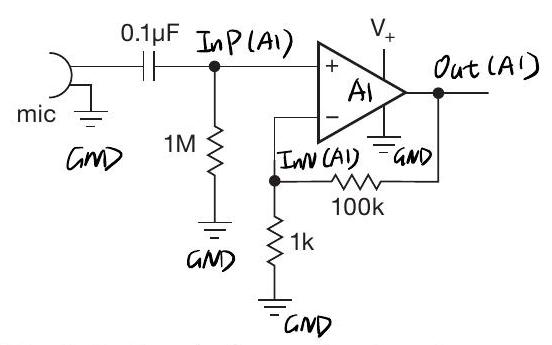 0.1µF
InP(A1)
V+
Out(A1)
+
A1
mic
GND
1M
−
InN(A1)
GND
100k
GND
1k
GND